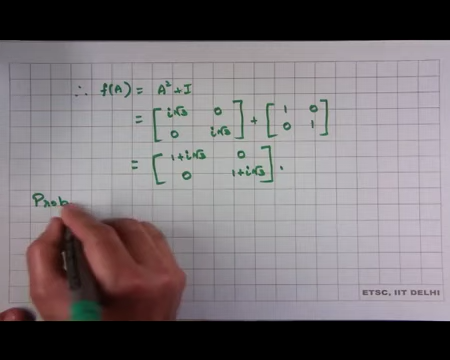 ∴ f(A) = A² + I
= [ i√3 0 ; 0 i√3 ] + [ 1 0 ; 0 1 ]
= [ 1+i√3 0 ; 0 1+i√3 ].
Prob
ETSC, IIT DELHI